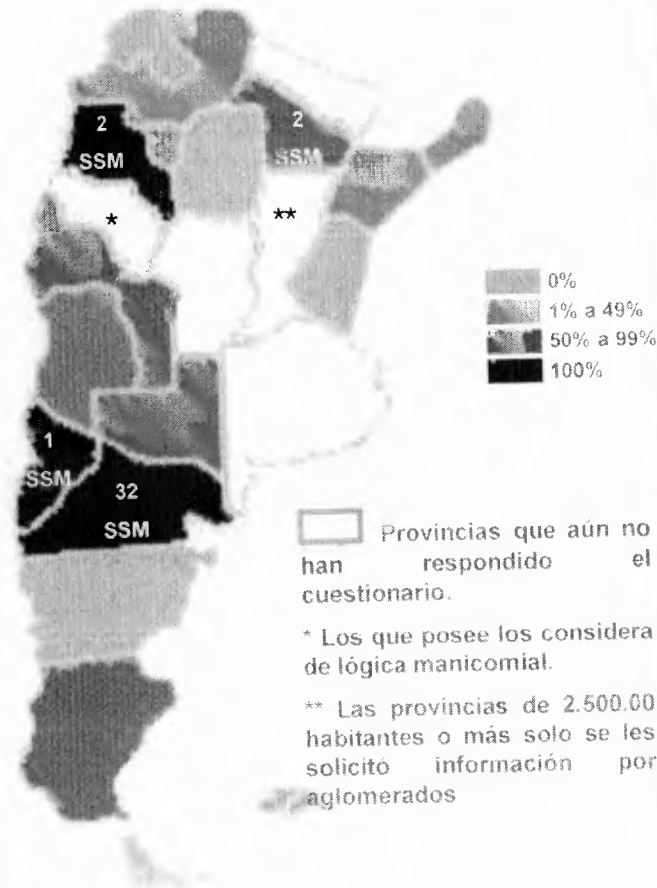 2
SSM
2
SSM
*
**
0%
1% a 49%
50% a 99%
100%
1
SSM
32
SSM
Provincias que aún no
han respondido el
cuestionario.
* Los que posee los considera
de lógica manicomial.
** Las provincias de 2.500.00
habitantes o más solo se les
solicitó información por
aglomerados